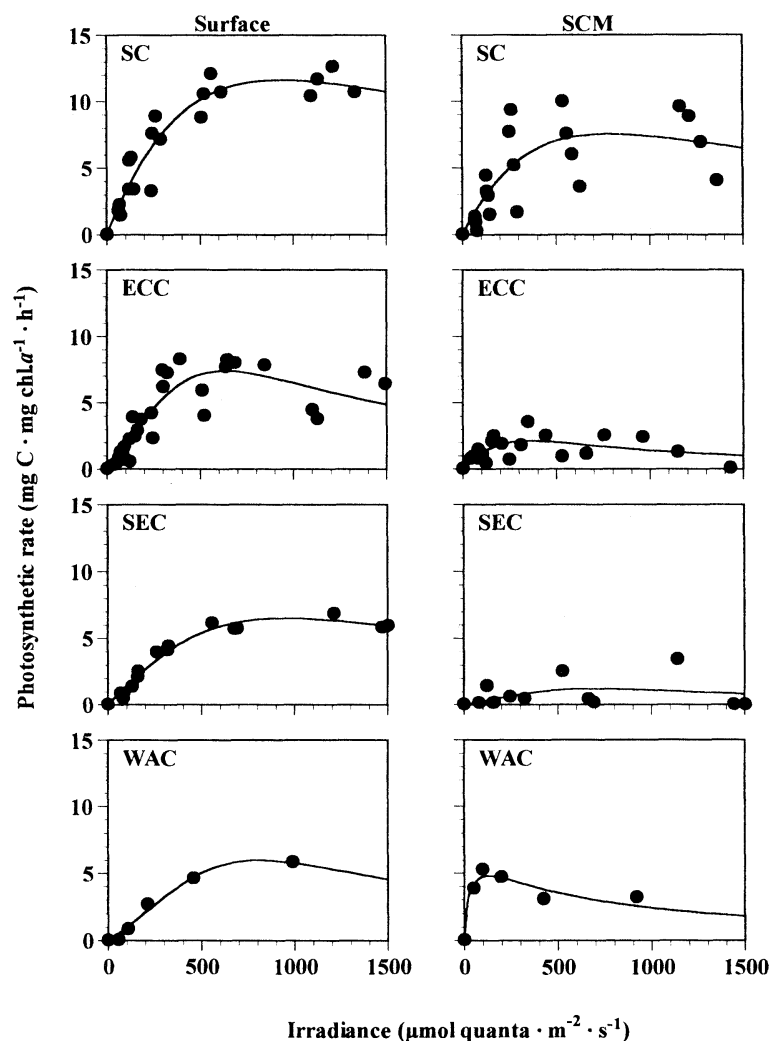 Surface SCM
15 SC SC
10
5
0
15 ECC ECC
10
5
0
15 SEC SEC
10
5
0
15 WAC WAC
10
5
0
0 500 1000 1500 0 500 1000 1500
Photosynthetic rate (mg C · mg chl.a⁻¹ · h⁻¹)
Irradiance (μmol quanta · m⁻² · s⁻¹)